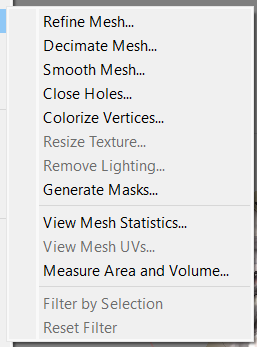 Refine Mesh...
Decimate Mesh...
Smooth Mesh...
Close Holes...
Colorize Vertices...
Resize Texture...
Remove Lighting...
Generate Masks...
View Mesh Statistics...
View Mesh UVs...
Measure Area and Volume...
Filter by Selection
Reset Filter